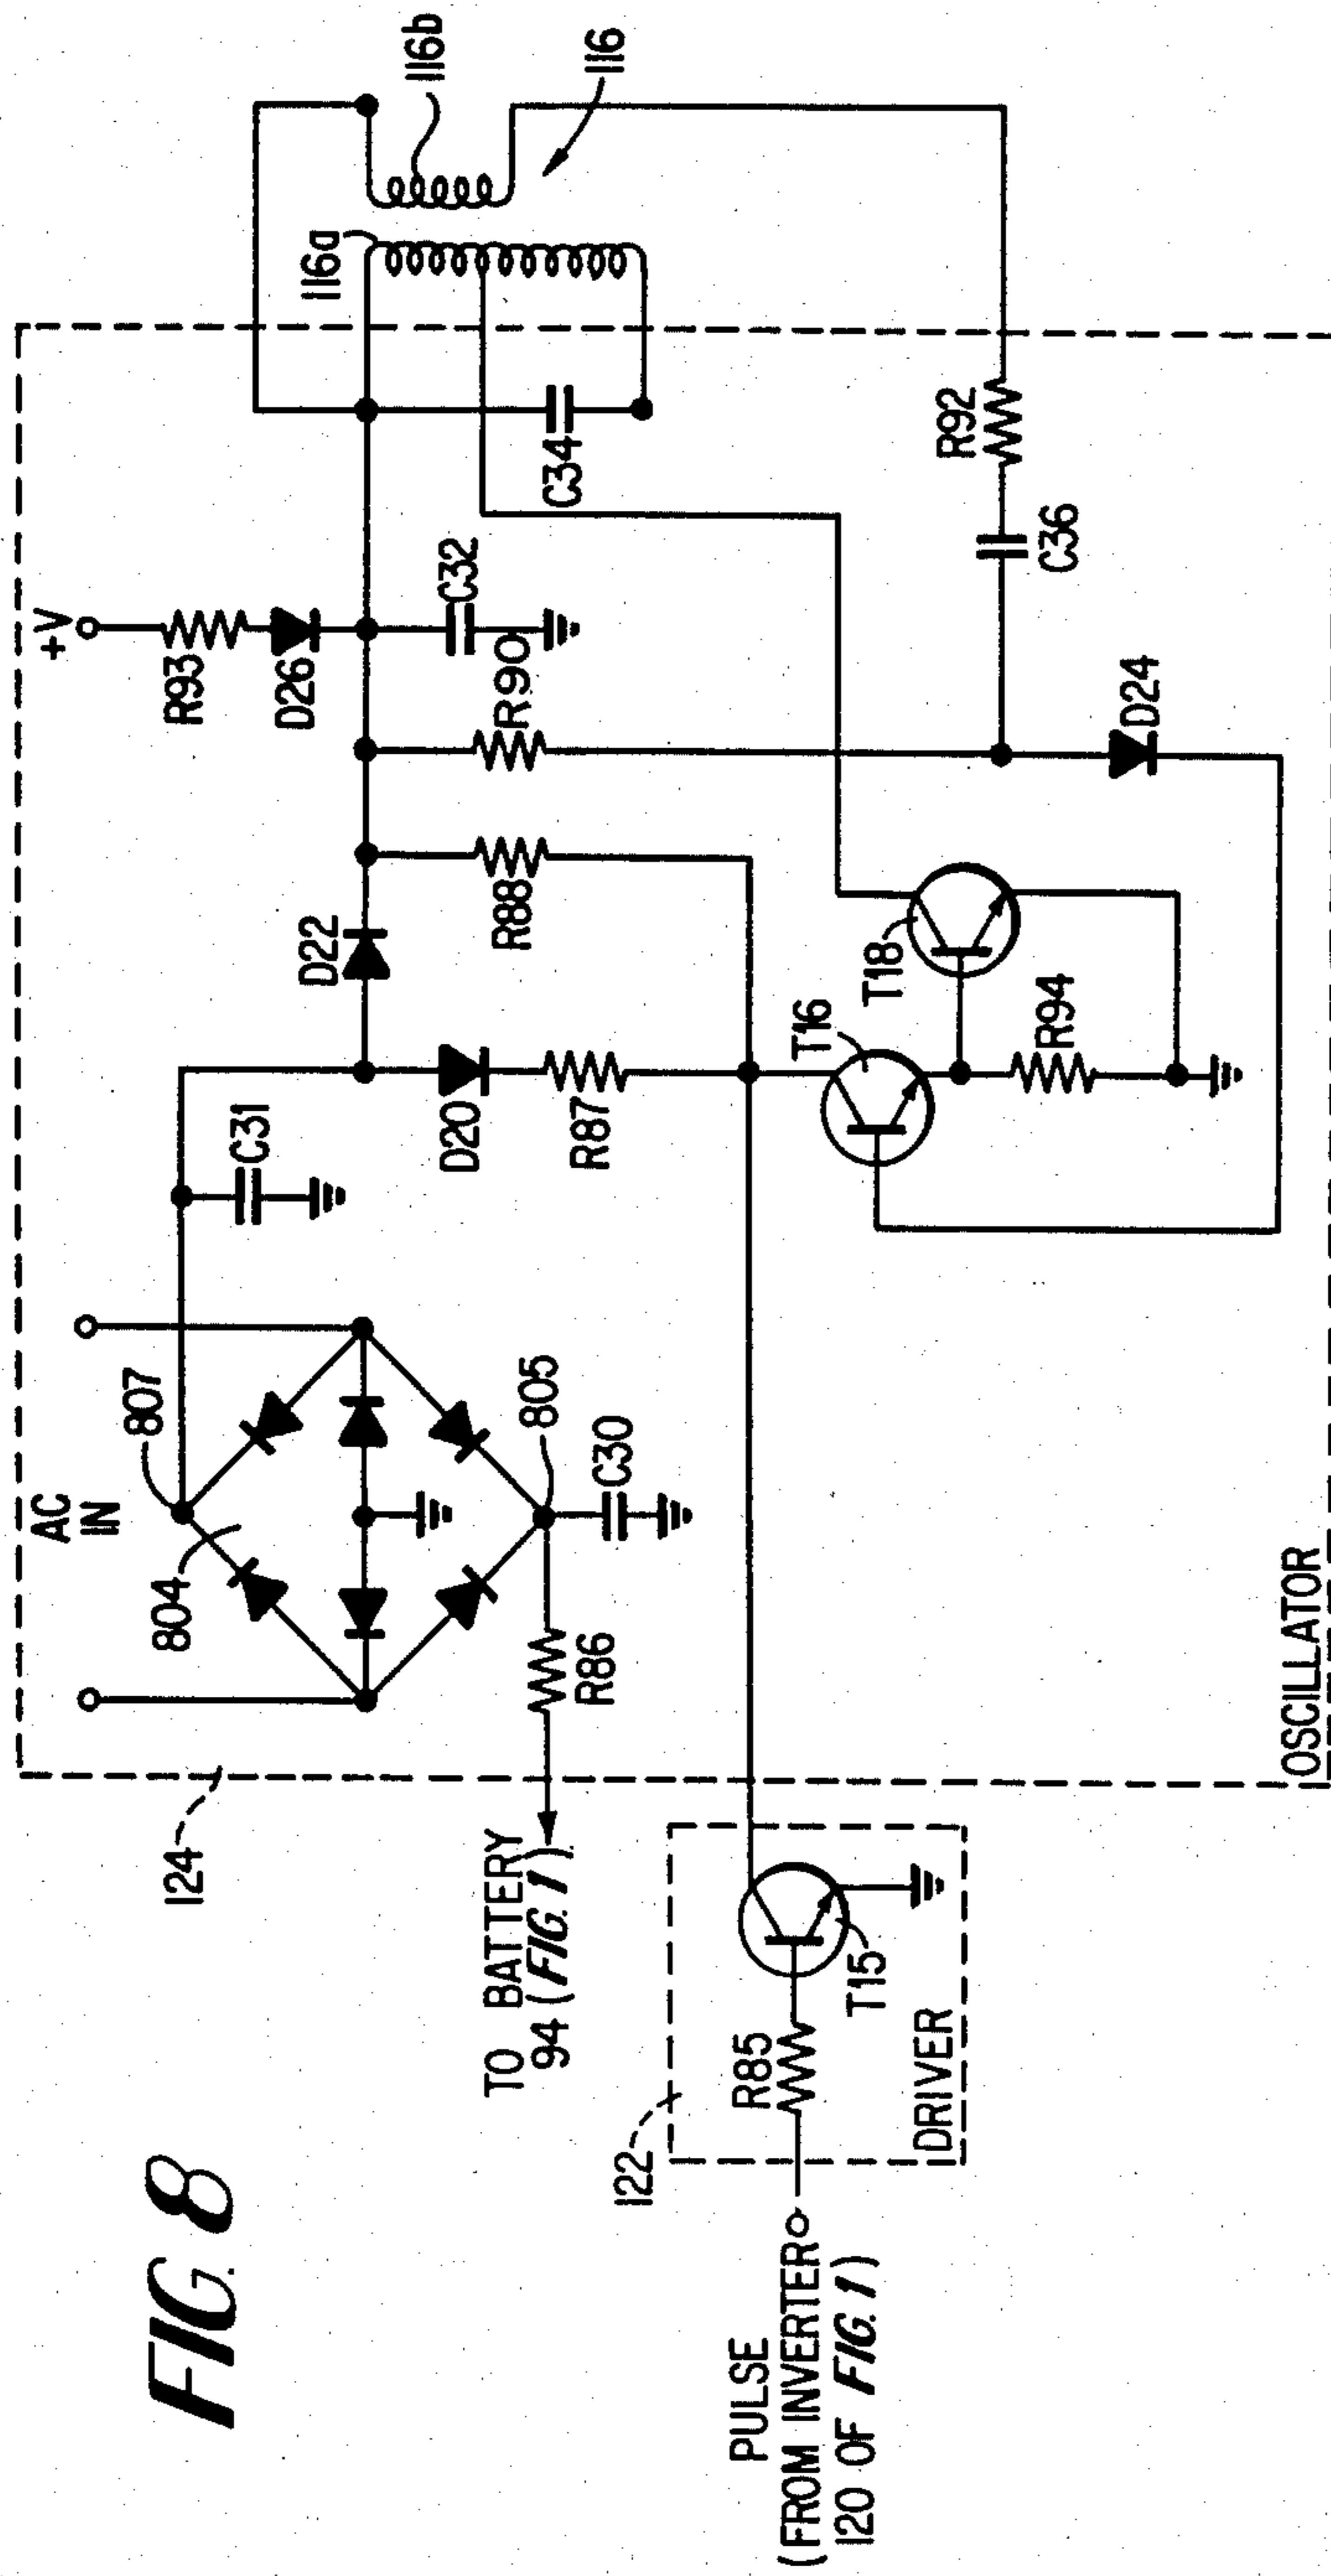 FIG. 8
124
AC
IN
804
807
805
C30
R86
TO BATTERY
94 (FIG. 1)
C31
D20
R87
D22
R88
R90
+V
R93
D26
C32
C34
116a
116b
116
R92
C36
D24
T16
T18
R94
OSCILLATOR
122
R85
T15
DRIVER
PULSE
(FROM INVERTER
120 OF FIG. 1)